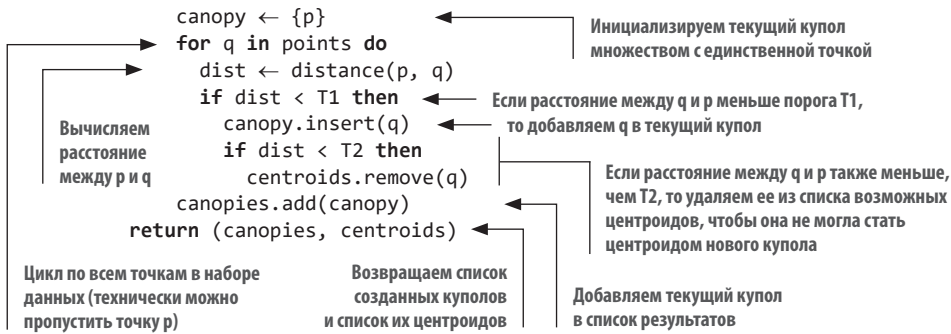 canopy ← {p}
Инициализируем текущий купол
множеством с единственной точкой
for q in points do
dist ← distance(p, q)
if dist < T1 then
Если расстояние между q и p меньше порога T1,
то добавляем q в текущий купол
canopy.insert(q)
Вычисляем
расстояние
между p и q
if dist < T2 then
centroids.remove(q)
Если расстояние между q и p также меньше,
чем T2, то удаляем ее из списка возможных
центроидов, чтобы она не могла стать
центроидом нового купола
canopies.add(canopy)
return (canopies, centroids)
Цикл по всем точкам в наборе
данных (технически можно
пропустить точку p)
Возвращаем список
созданных куполов
и список их центроидов
Добавляем текущий купол
в список результатов